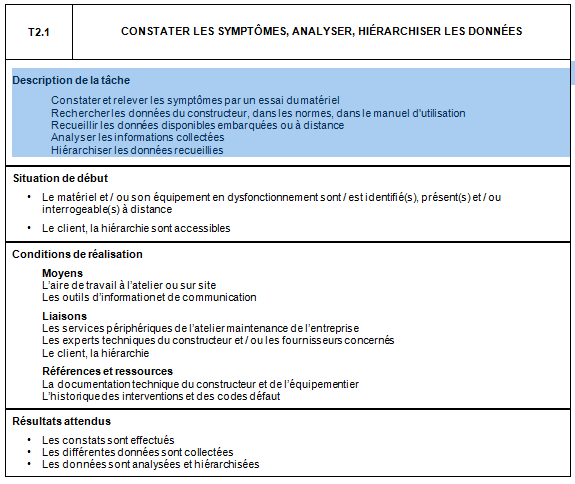 T2.1
CONSTATER LES SYMPTÔMES, ANALYSER, HIÉRARCHISER LES DONNÉES
Description de la tâche
Constater et relever les symptômes par un essai du matériel
Rechercher les données du constructeur, dans les normes, dans le manuel d'utilisation
Recueillir les données disponibles embarquées ou à distance
Analyser les informations collectées
Hiérarchiser les données recueillies
Situation de début
• Le matériel et / ou son équipement en dysfonctionnement sont / est identifié(s), présent(s) et / ou
interrogeable(s) à distance
• Le client, la hiérarchie sont accessibles
Conditions de réalisation
Moyens
L'aire de travail à l'atelier ou sur site
Les outils d'information et de communication
Liaisons
Les services périphériques de l'atelier maintenance de l'entreprise
Les experts techniques du constructeur et / ou les fournisseurs concernés
Le client, la hiérarchie
Références et ressources
La documentation technique du constructeur et de l'équipementier
L'historique des interventions et des codes défaut
Résultats attendus
• Les constats sont effectués
• Les différentes données sont collectées
• Les données sont analysées et hiérarchisées